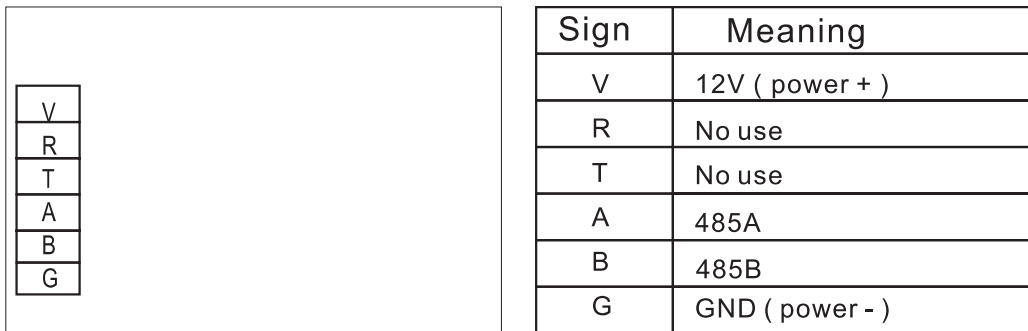 V
R
T
A
B
G
Sign Meaning
V 12V ( power + )
R No use
T No use
A 485A
B 485B
G GND ( power - )